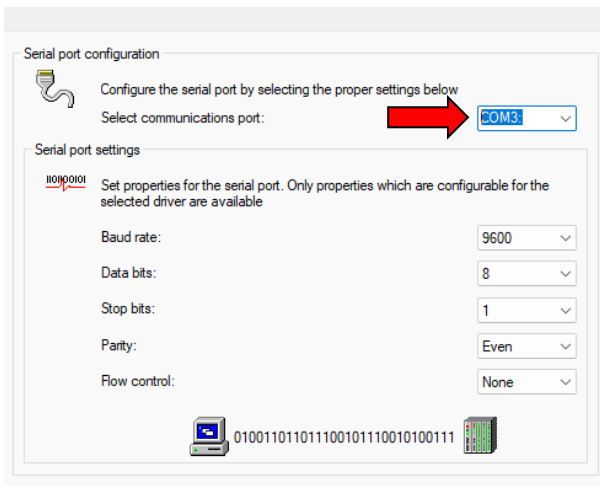 Serial port configuration
Configure the serial port by selecting the proper settings below
Select communications port:
COM3:
Serial port settings
Set properties for the serial port. Only properties which are configurable for the
selected driver are available
Baud rate:
9600
Data bits:
8
Stop bits:
1
Parity:
Even
Flow control:
None
010011011011100101110010100111